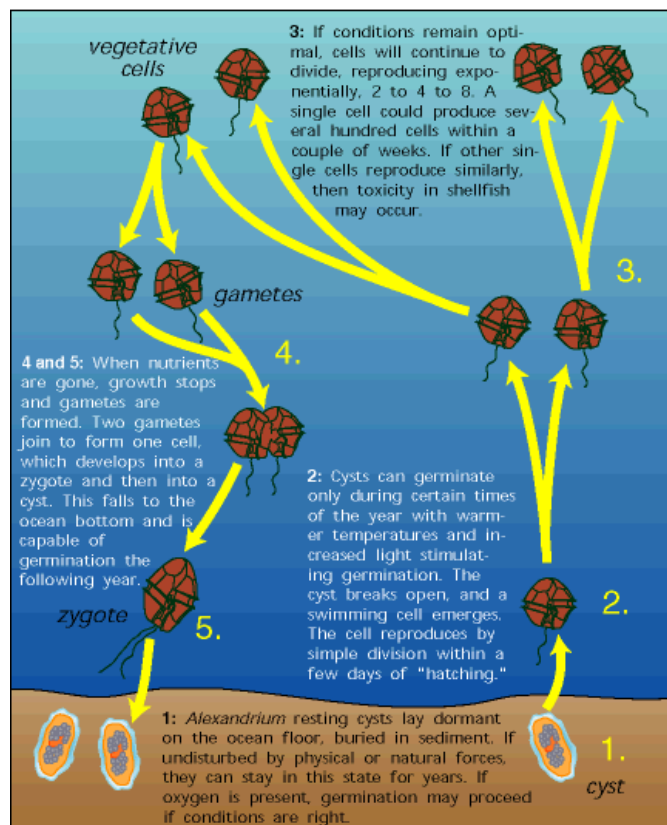 vegetative
cells
3: If conditions remain opti-
mal, cells will continue to
divide, reproducing expo-
nentially, 2 to 4 to 8. A
single cell could produce sev-
eral hundred cells within a
couple of weeks. If other sin-
gle cells reproduce similarly,
then toxicity in shellfish
may occur.
3.
gametes
4.
4 and 5: When nutrients
are gone, growth stops
and gametes are
formed. Two gametes
join to form one cell,
which develops into a
zygote and then into a
cyst. This falls to the
ocean bottom and is
capable of
germination the
following year.
2: Cysts can germinate
only during certain times
of the year with warm-
er temperatures and in-
creased light stimulat-
ing germination. The
cyst breaks open, and a
swimming cell emerges.
The cell reproduces by
simple division within a
few days of "hatching."
2.
zygote
5.
1: Alexandrium resting cysts lay dormant
on the ocean floor, buried in sediment. If
undisturbed by physical or natural forces,
they can stay in this state for years. If
oxygen is present, germination may proceed
if conditions are right.
1.
cyst